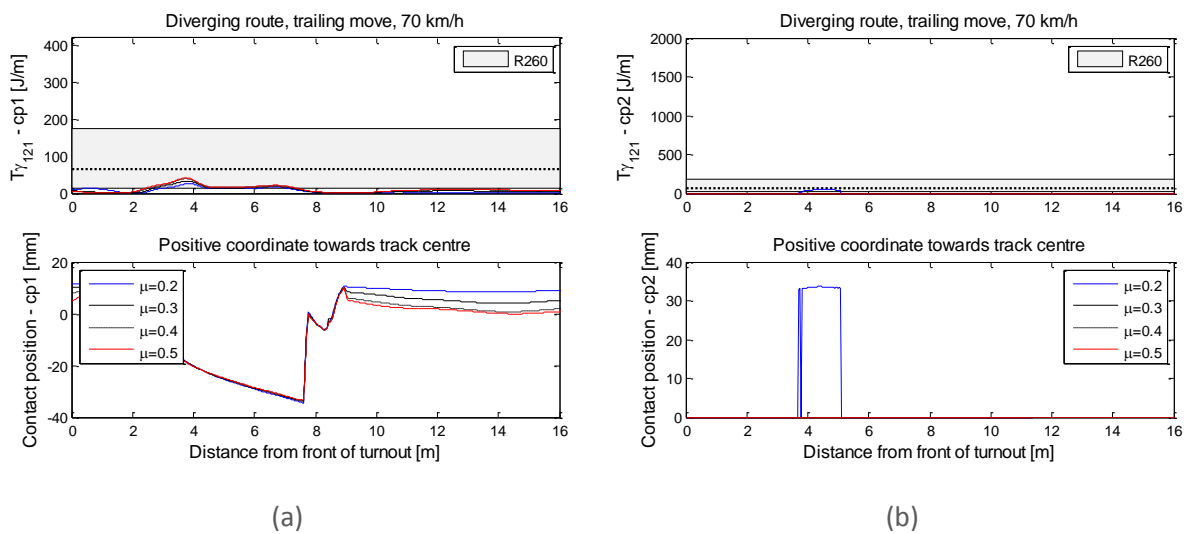 Diverging route, trailing move, 70 km/h
400
300
200
100
0
Tγ121 - cp1 [J/m]
R260
0 2 4 6 8 10 12 14 16
Positive coordinate towards track centre
20
0
-20
-40
Contact position - cp1 [mm]
μ=0.2
μ=0.3
μ=0.4
μ=0.5
0 2 4 6 8 10 12 14 16
Distance from front of turnout [m]
(a)
Diverging route, trailing move, 70 km/h
2000
1500
1000
500
0
Tγ121 - cp2 [J/m]
R260
0 2 4 6 8 10 12 14 16
Positive coordinate towards track centre
40
30
20
10
0
Contact position - cp2 [mm]
μ=0.2
μ=0.3
μ=0.4
μ=0.5
0 2 4 6 8 10 12 14 16
Distance from front of turnout [m]
(b)